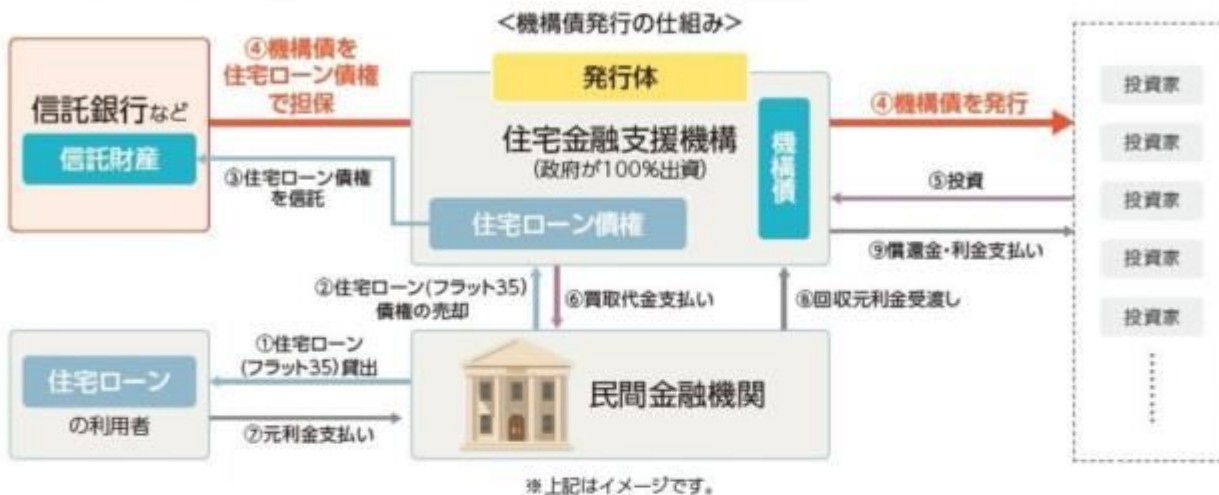 <機構債発行の仕組み>
④機構債を
住宅ローン債権
で担保
信託銀行など
信託財産
③住宅ローン債権
を信託
発行体
住宅金融支援機構
(政府が100%出資)
機構債
住宅ローン債権
④機構債を発行
⑤投資
⑨償還金・利金支払い
投資家
投資家
投資家
投資家
投資家
②住宅ローン(フラット35)
債権の売却
⑥買取代金支払い
⑧回収元利金受渡し
①住宅ローン
(フラット35)貸出
住宅ローン
の利用者
⑦元利金支払い
民間金融機関
※上記はイメージです。